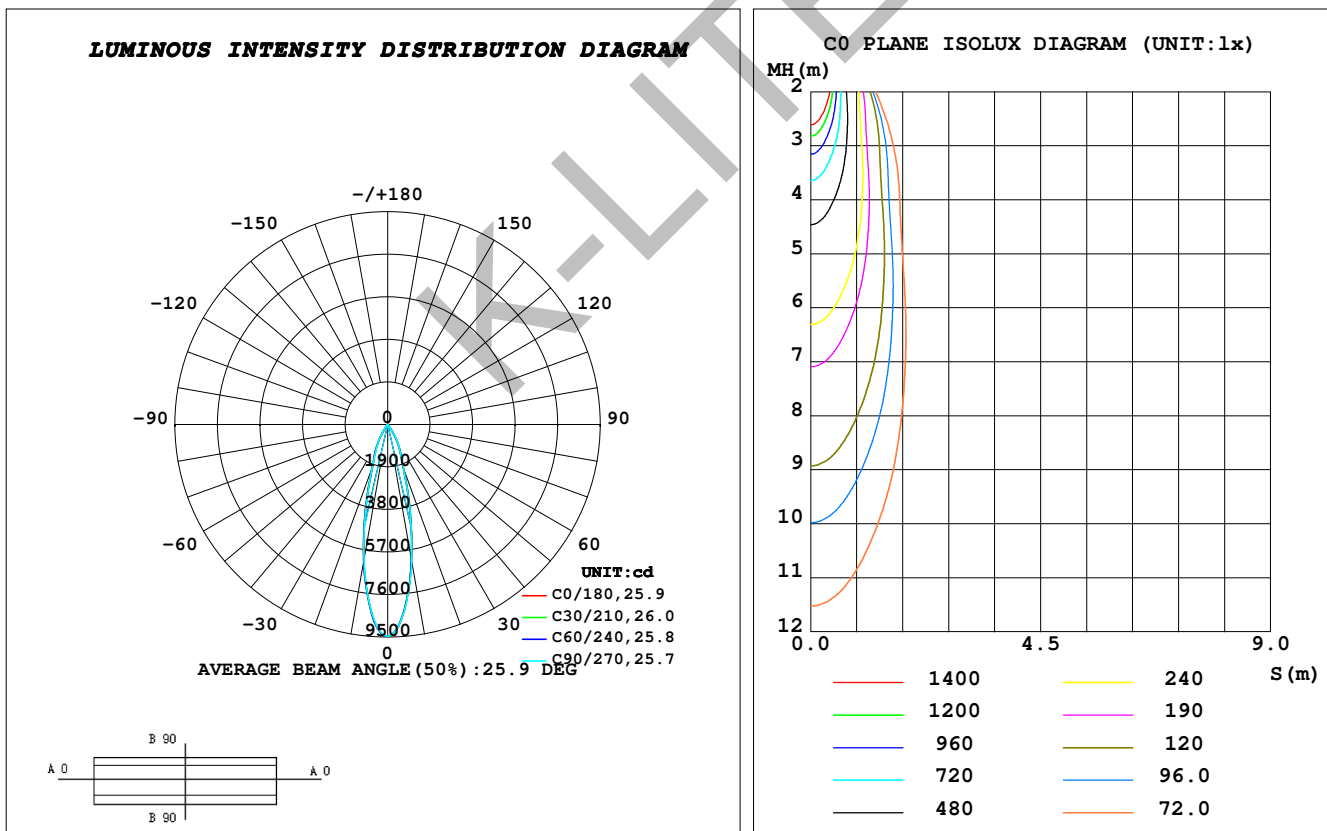 LUMINOUS INTENSITY DISTRIBUTION DIAGRAM
-/+180
-150
150
-120
120
-90
90
-60
60
-30
30
0
0
1900
3800
5700
7600
9500
UNIT:cd
C0/180,25.9
C30/210,26.0
C60/240,25.8
C90/270,25.7
AVERAGE BEAM ANGLE(50%):25.9 DEG
B 90
A 0
A 0
B 90
K-LITE
C0 PLANE ISOLUX DIAGRAM (UNIT:lx)
MH(m)
2
3
4
5
6
7
8
9
10
11
12
0.0
4.5
9.0
S(m)
1400
240
1200
190
960
120
720
96.0
480
72.0